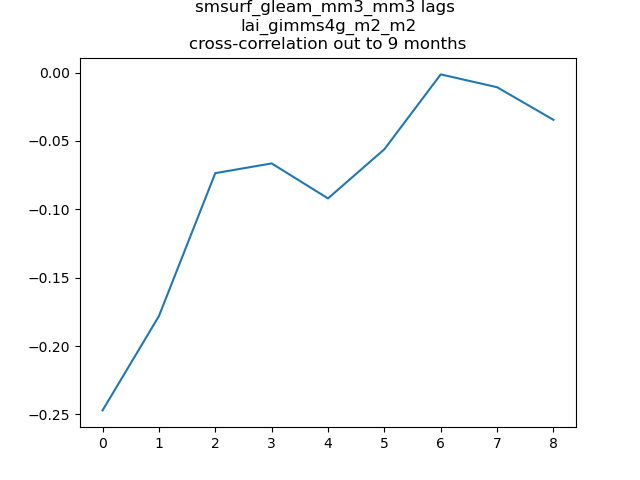 smsurf_gleam_mm3_mm3 lags
lai_gimms4g_m2_m2
cross-correlation out to 9 months
0.00
−0.05
−0.10
−0.15
−0.20
−0.25
0 1 2 3 4 5 6 7 8